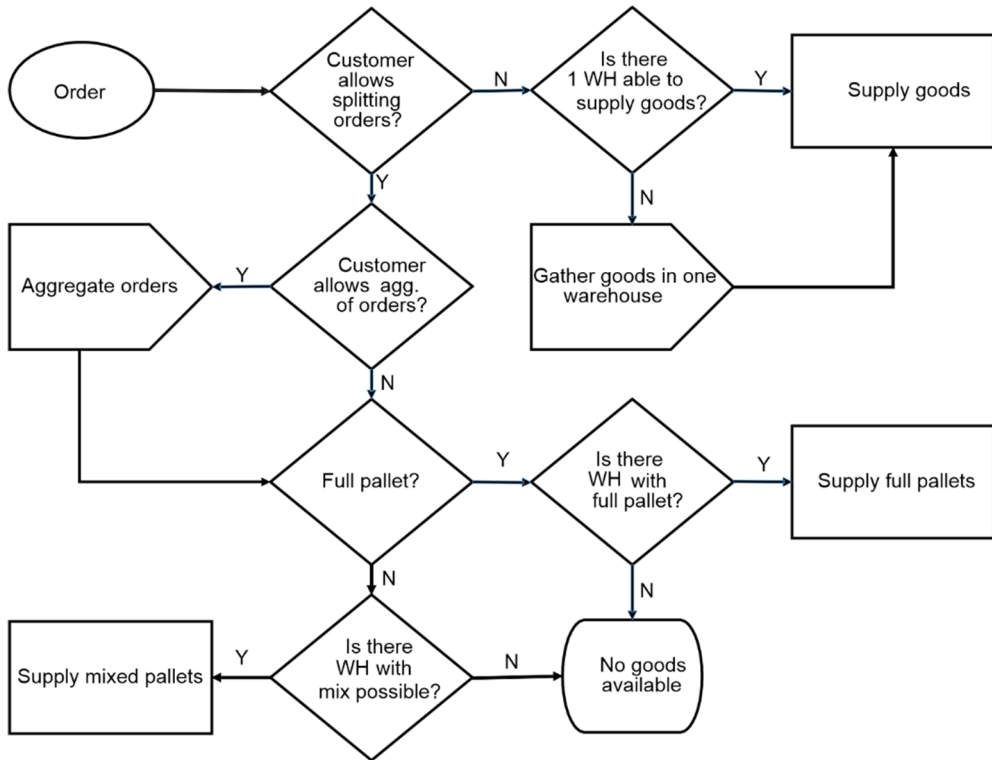 Order
Customer
allows
splitting
orders?
N
Is there
1 WH able to
supply goods?
Y
Supply goods
Y
N
Aggregate orders
Y
Customer
allows agg.
of orders?
Gather goods in one
warehouse
N
Full pallet?
Y
Is there
WH with
full pallet?
Y
Supply full pallets
N
N
Supply mixed pallets
Y
Is there
WH with
mix possible?
N
No goods
available